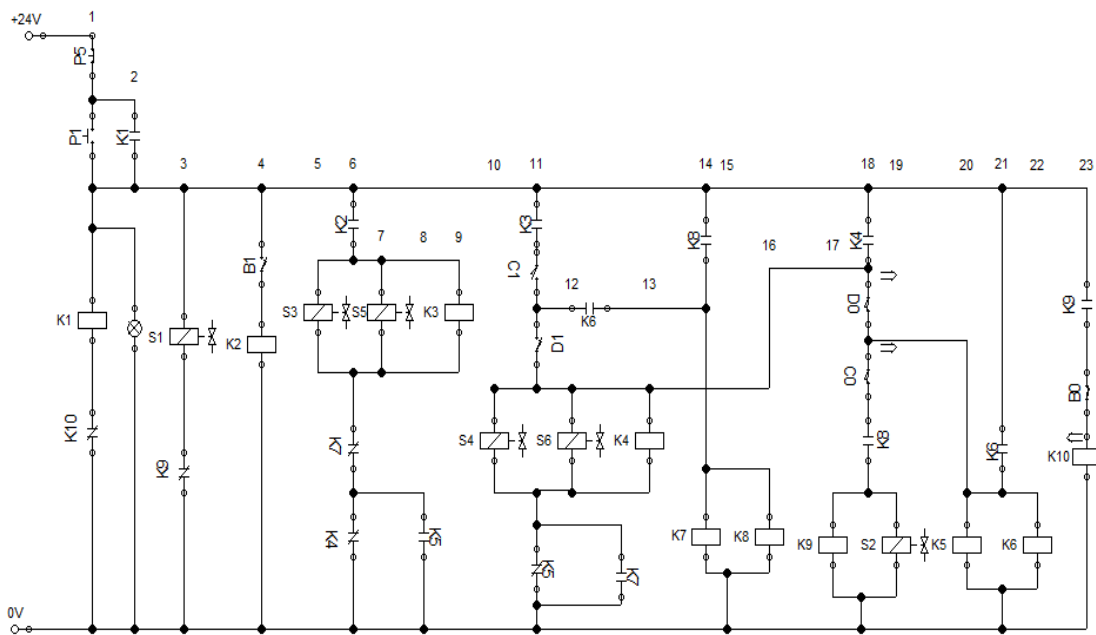 +24V
1
P5
2
P1
K1
3
4
5
6
10
11
14
15
18
19
20
21
22
23
K2
K3
K8
K4
B1
7
8
9
C1
16
17
12
13
D0
K9
K1
S1
K2
S3
S5
K3
K6
D1
C0
B0
K10
K9
K7
S4
S6
K4
K8
K6
K10
K4
K5
K5
K7
K7
K8
K9
S2
K5
K6
0V